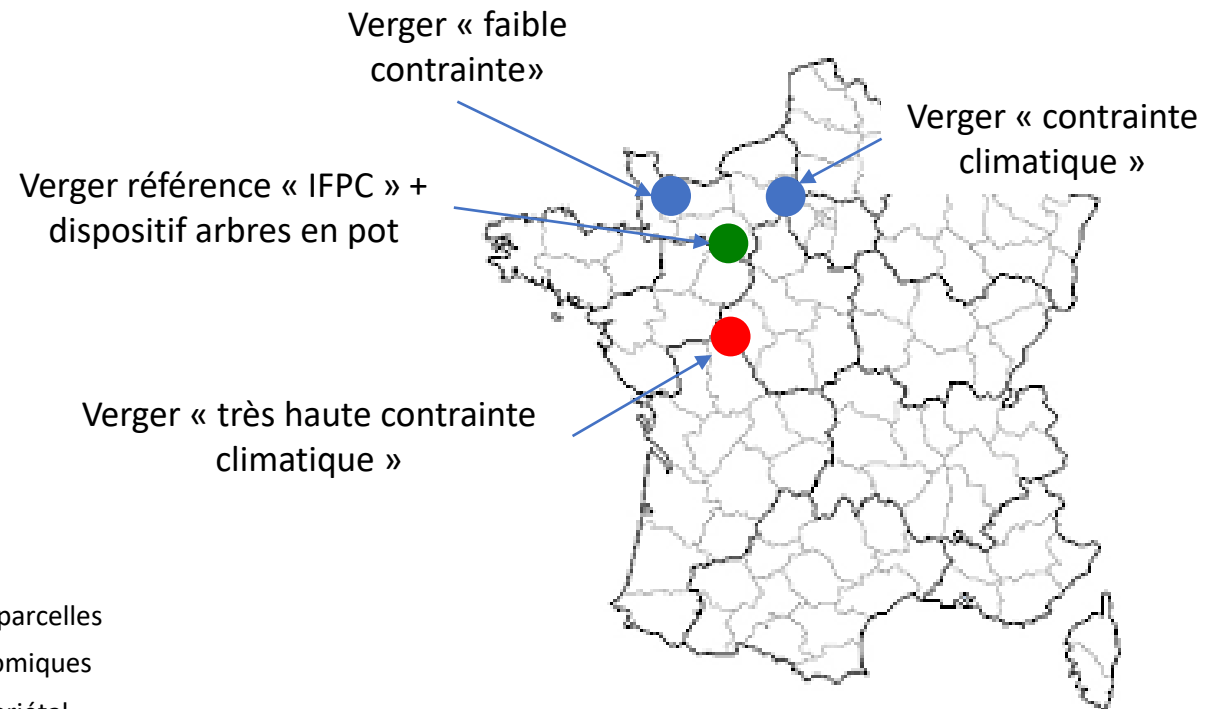 Verger « faible
contrainte»
Verger « contrainte
climatique »
Verger référence « IFPC » +
dispositif arbres en pot
Verger « très haute contrainte
climatique »
parcelles
omiques